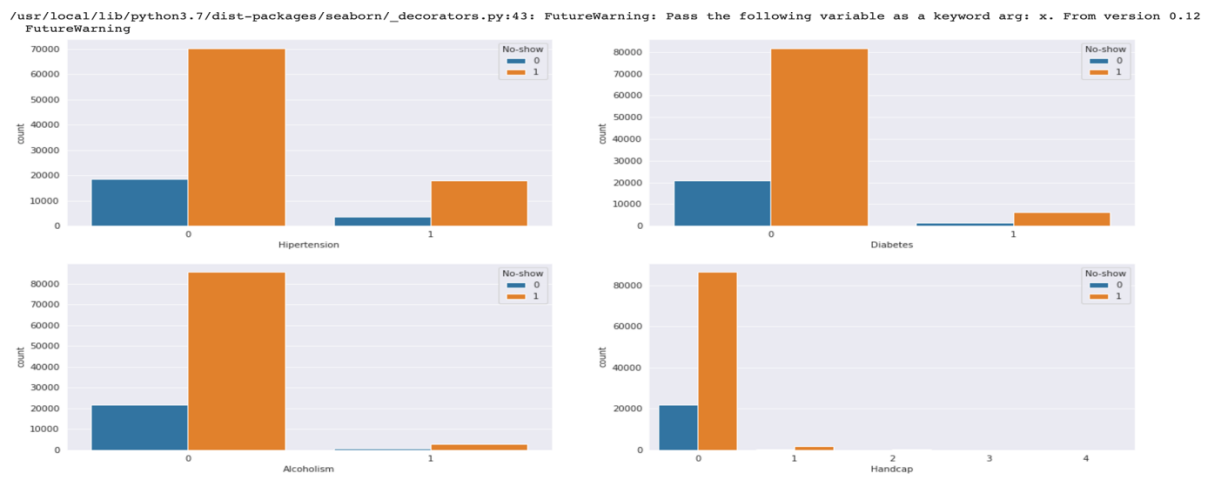 /usr/local/lib/python3.7/dist-packages/seaborn/_decorators.py:43: FutureWarning: Pass the following variable as a keyword arg: x. From version 0.12
FutureWarning
70000
60000
50000
40000
30000
20000
10000
0
count
No-show
0
1
0 1
Hipertension
80000
70000
60000
50000
40000
30000
20000
10000
0
count
No-show
0
1
0 1
Diabetes
80000
70000
60000
50000
40000
30000
20000
10000
0
count
No-show
0
1
0 1
Alcoholism
80000
60000
40000
20000
0
count
No-show
0
1
0 1 2 3 4
Handcap